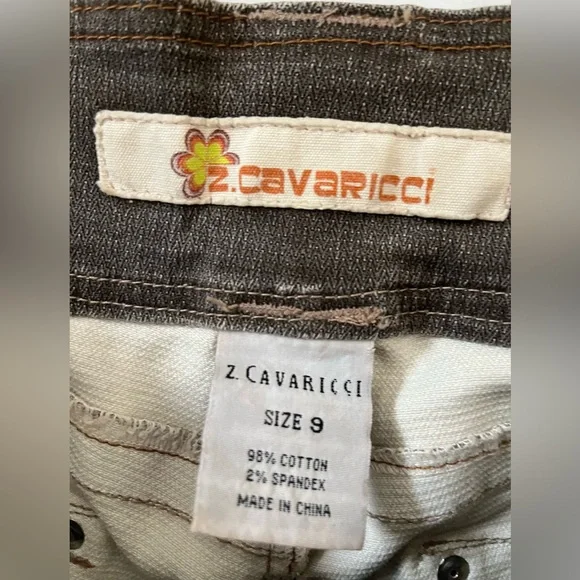 Z.CAVARICCI
Z. CAVARICCI
SIZE 9
98% COTTON
2% SPANDEX
MADE IN CHINA